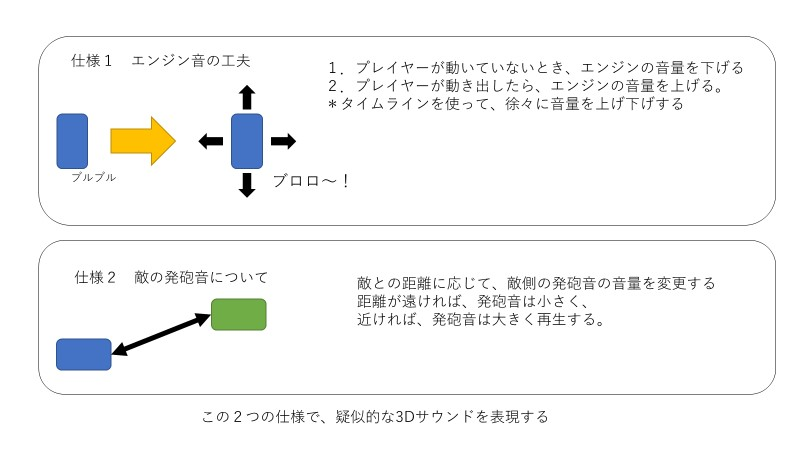 仕様１　エンジン音の工夫
１．プレイヤーが動いていないとき、エンジンの音量を下げる
２．プレイヤーが動き出したら、エンジンの音量を上げる。
＊タイムラインを使って、徐々に音量を上げ下げする
ブルブル
ブロロ～！
仕様２　敵の発砲音について
敵との距離に応じて、敵側の発砲音の音量を変更する
距離が遠ければ、発砲音は小さく、
近ければ、発砲音は大きく再生する。
この２つの仕様で、疑似的な3Dサウンドを表現する